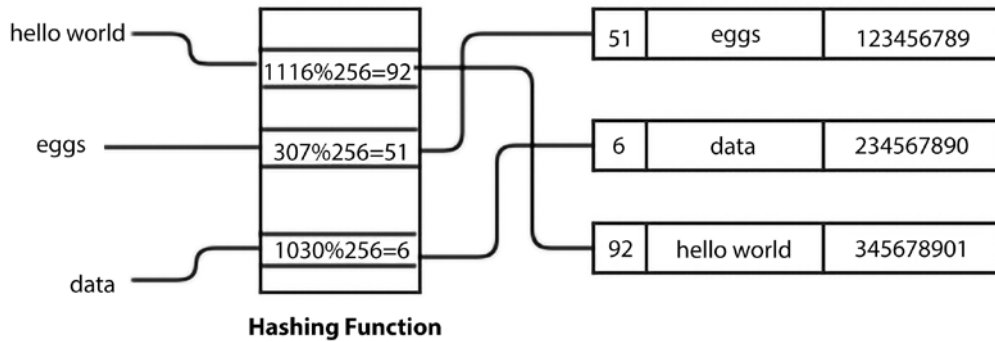 hello world
eggs
data
1116%256=92
307%256=51
1030%256=6
Hashing Function
51 eggs 123456789
6 data 234567890
92 hello world 345678901